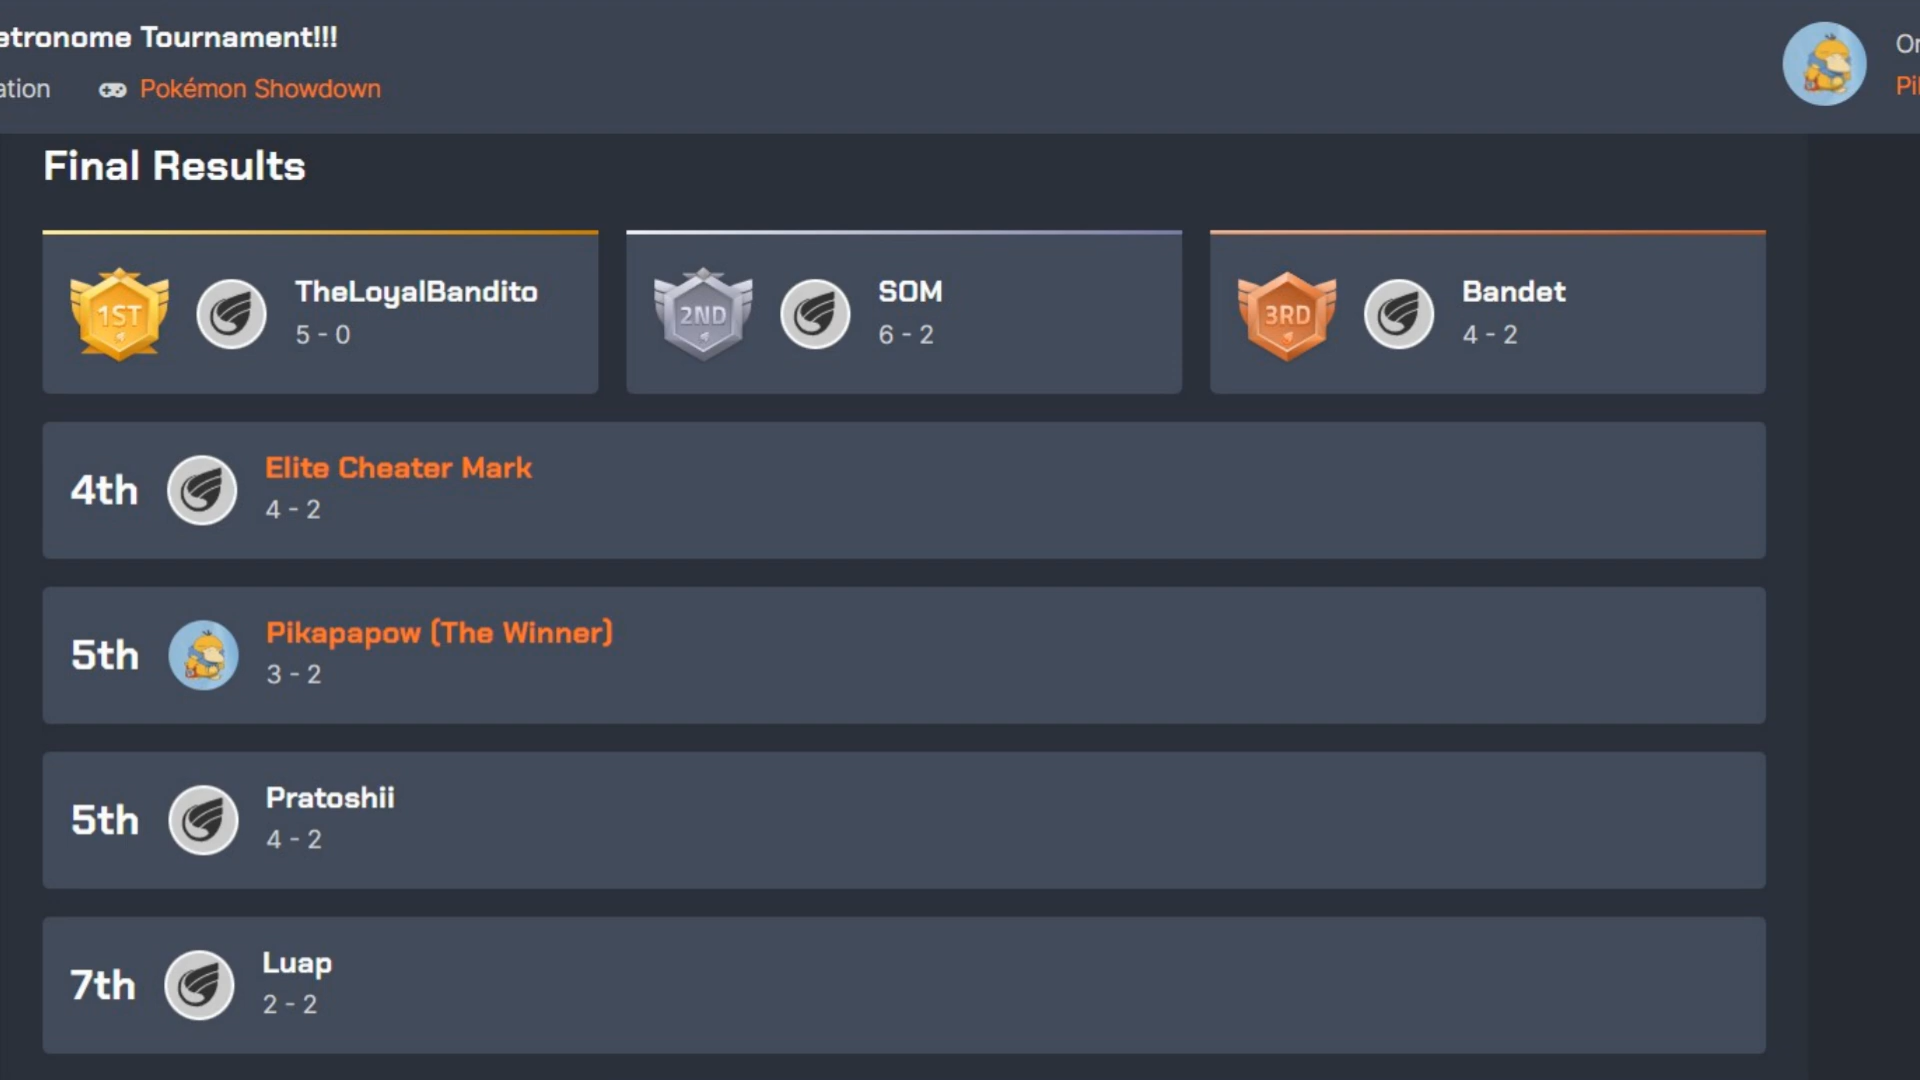 etronome Tournament!!!
ation
Pokémon Showdown
Or
Pi
Final Results
1ST
TheLoyalBandito
5 - 0
2ND
SOM
6 - 2
3RD
Bandet
4 - 2
4th
Elite Cheater Mark
4 - 2
5th
Pikapapow (The Winner)
3 - 2
5th
Pratoshii
4 - 2
7th
Luap
2 - 2